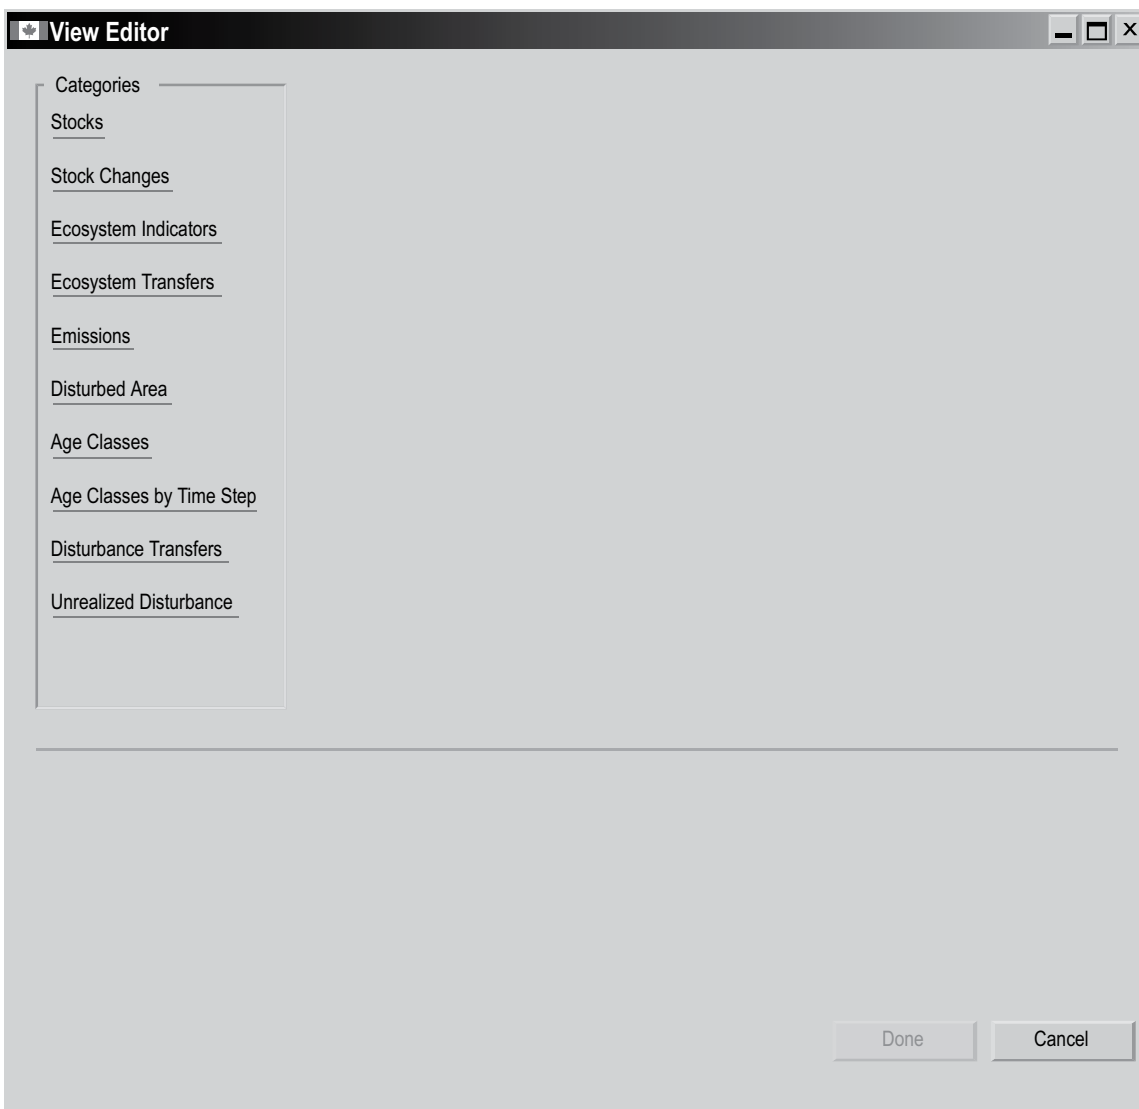 View Editor
Categories
Stocks
Stock Changes
Ecosystem Indicators
Ecosystem Transfers
Emissions
Disturbed Area
Age Classes
Age Classes by Time Step
Disturbance Transfers
Unrealized Disturbance
Done
Cancel